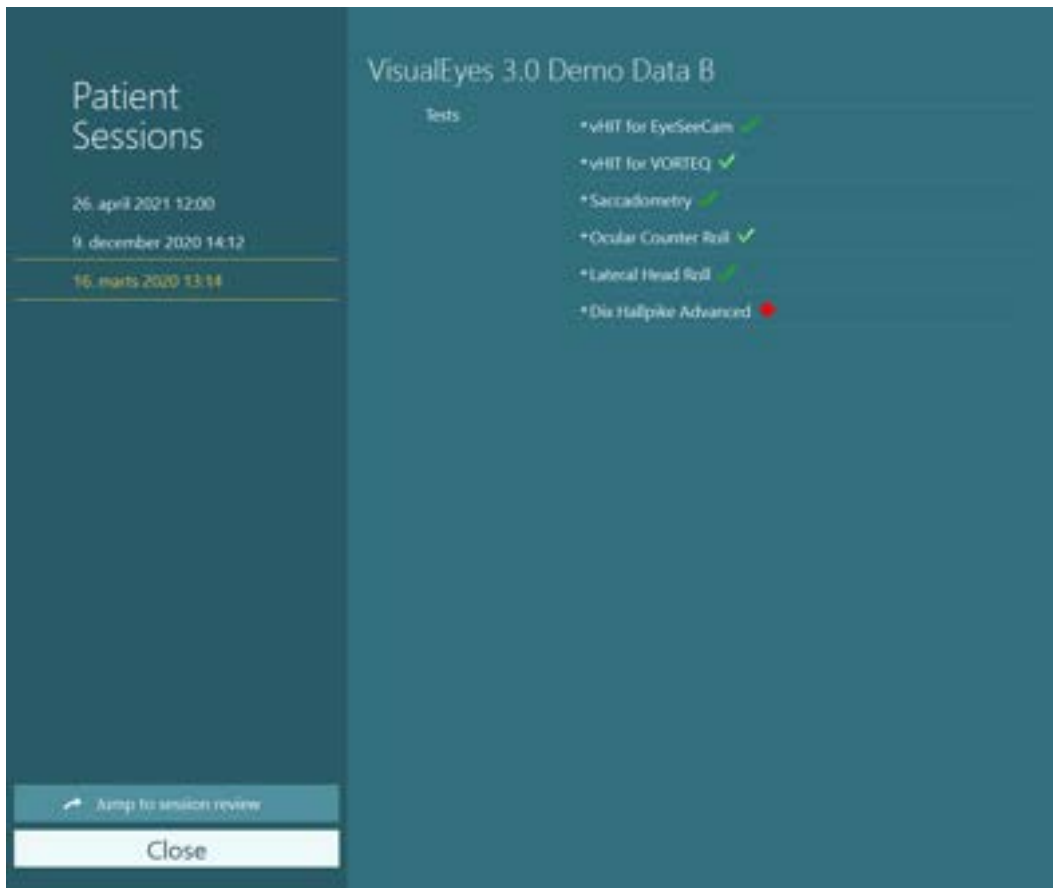 Patient
Sessions
26. april 2021 12:00
9. december 2020 14:12
16. marts 2020 13:14
Jump to session review
Close
VisualEyes 3.0 Demo Data B
Tests
*vHIT for EyeSeeCam
*vHIT for VORTEQ
*Saccadometry
*Ocular Counter Roll
*Lateral Head Roll
*Dix Hallpike Advanced